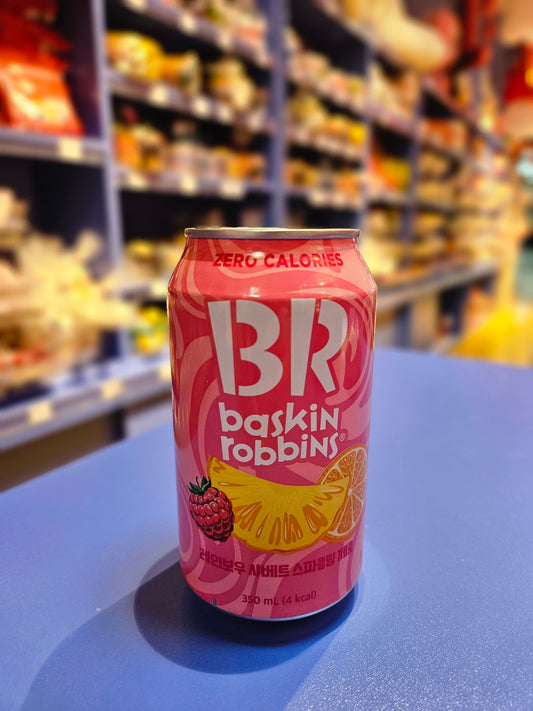 ZERO CALORIES
BR
baskin
robbins®
레인보우 샤베트 스파클링 제로
350 mL (4 kcal)